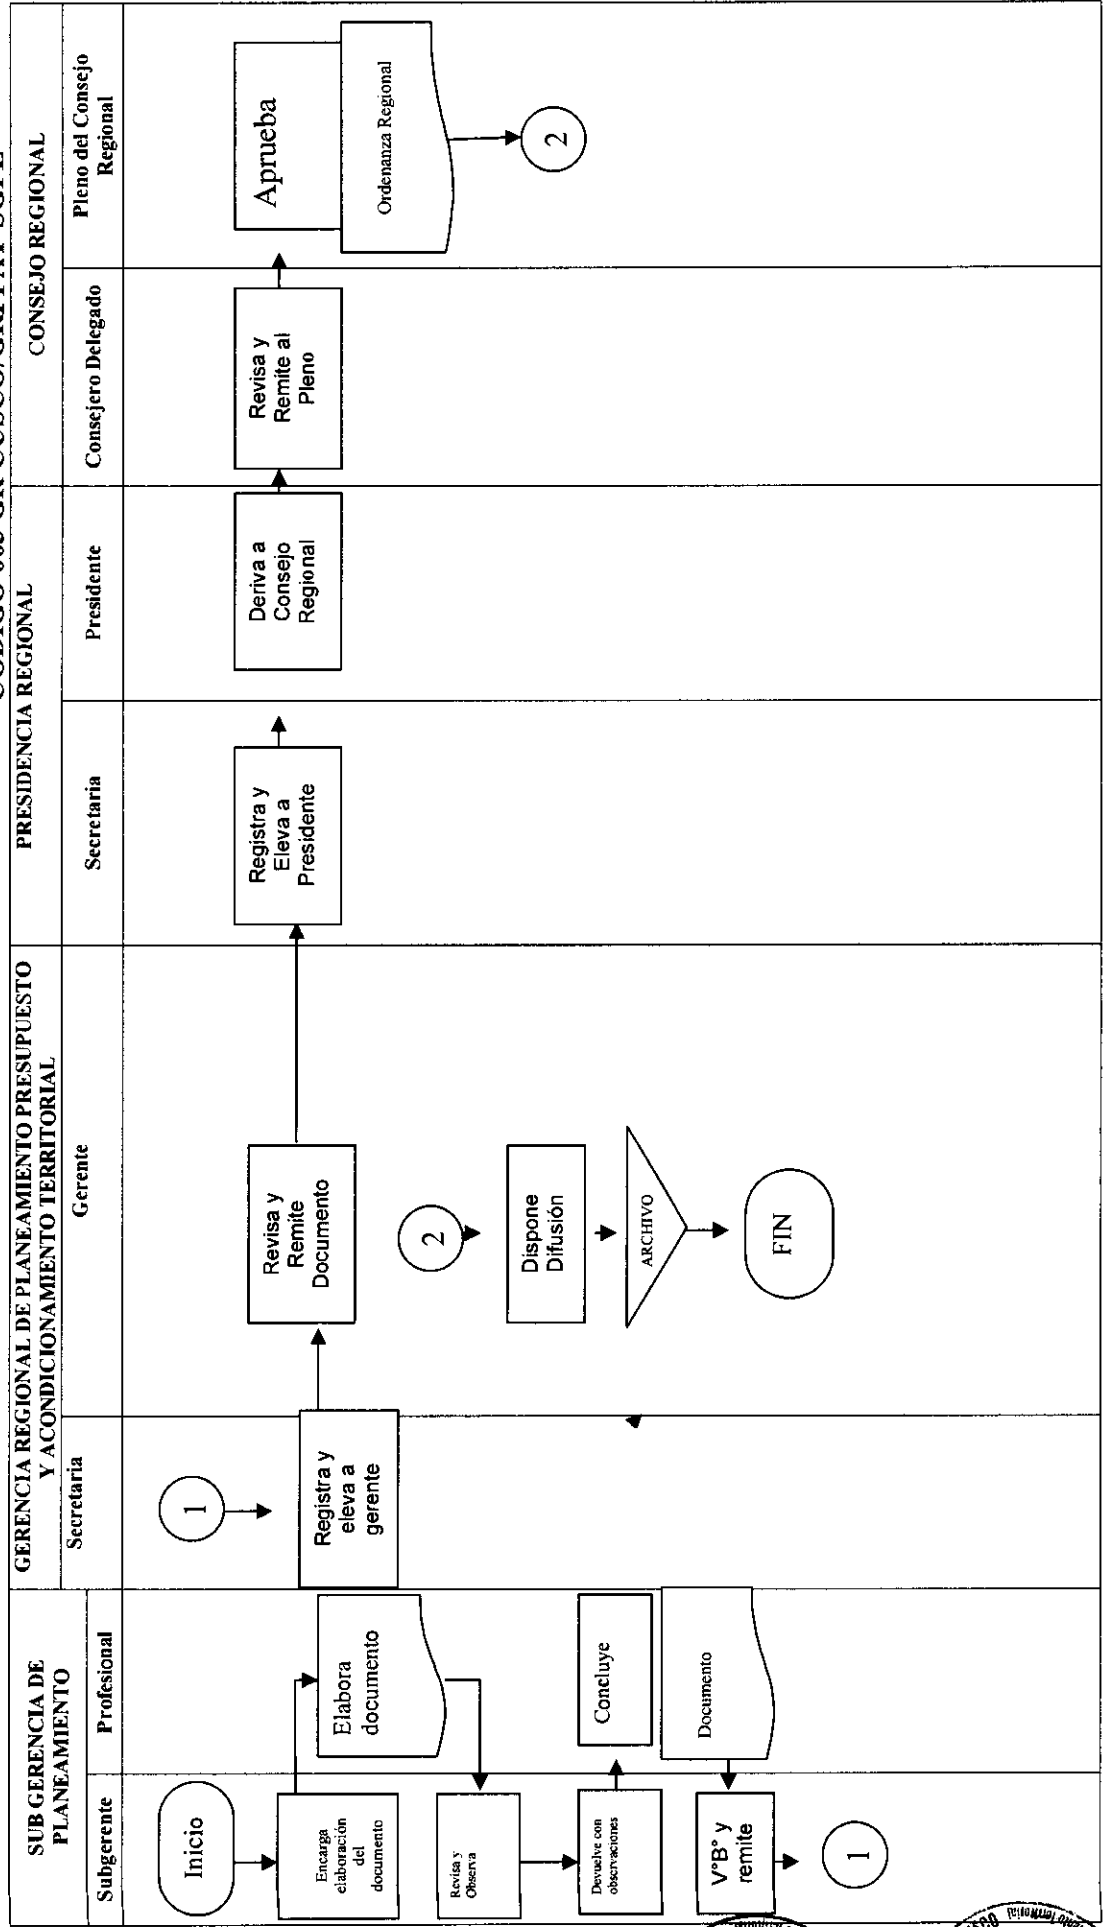 SUB GERENCIA DE
PLANEAMIENTO
GERENCIA REGIONAL DE PLANEAMIENTO PRESUPUESTO
Y ACONDICIONAMIENTO TERRITORIAL
PRESIDENCIA REGIONAL
CONSEJO REGIONAL
Subgerente
Profesional
Secretaria
Gerente
Secretaria
Presidente
Consejero Delegado
Pleno del Consejo
Regional
Inicio
Encarga
elaboración
del
documento
Revisa y
Observa
Devuelve con
observaciones
V°B° y
remite
1
Elabora
documento
Concluye
Documento
1
Registra y
eleva a
gerente
Revisa y
Remite
Documento
2
Dispone
Difusión
ARCHIVO
FIN
Registra y
Eleva a
Presidente
Deriva a
Consejo
Regional
Revisa y
Remite al
Pleno
Aprueba
Ordenanza Regional
2